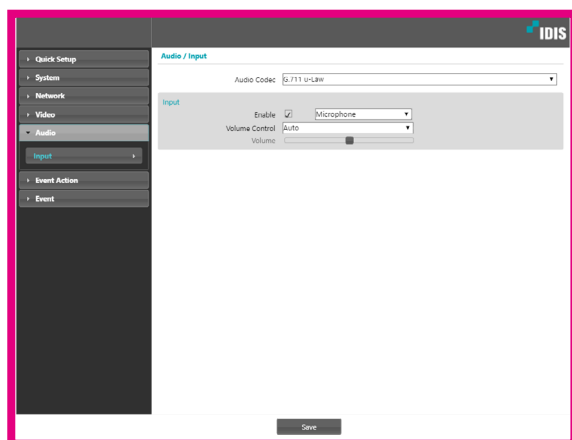 IDIS
Quick Setup
System
Network
Video
Audio
Input
Event Action
Event
Audio / Input
Audio Codec G.711 u-Law
Input
Enable Microphone
Volume Control Auto
Volume
Save